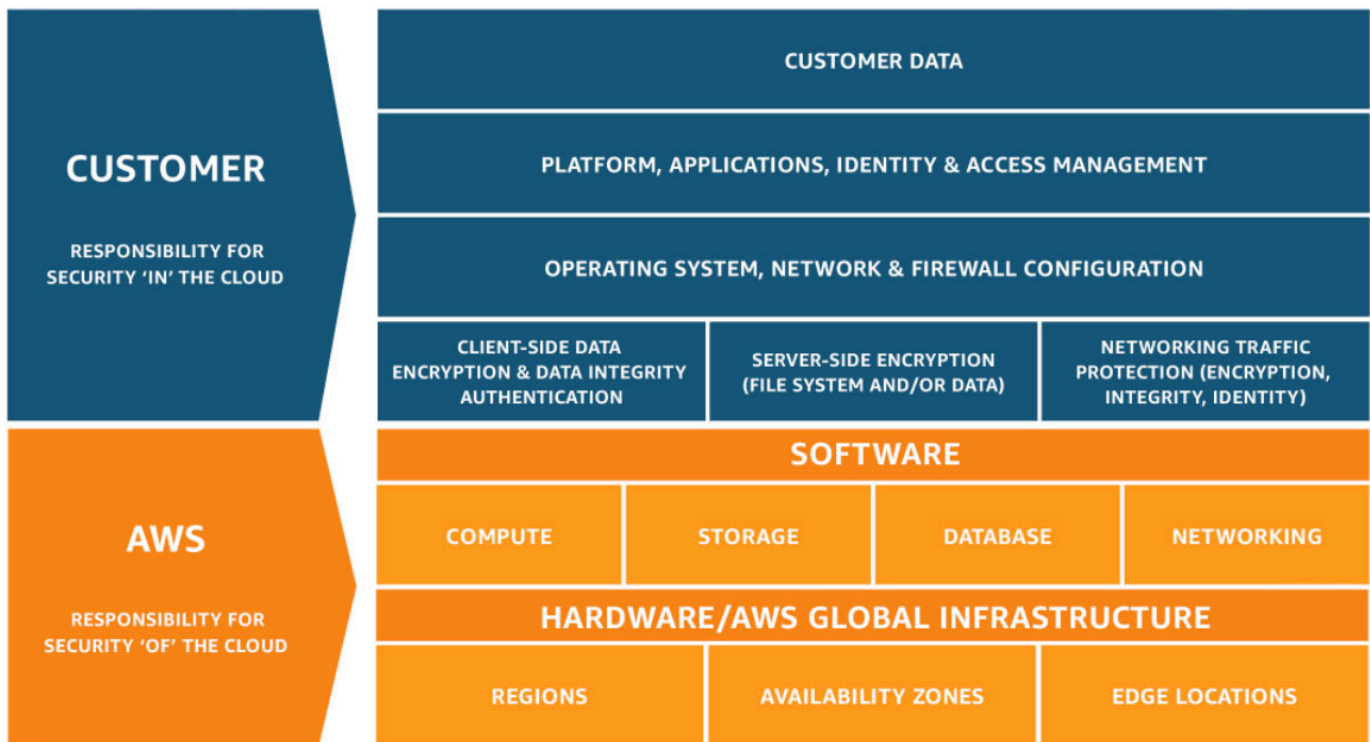 CUSTOMER
RESPONSIBILITY FOR
SECURITY ‘IN’ THE CLOUD
CUSTOMER DATA
PLATFORM, APPLICATIONS, IDENTITY & ACCESS MANAGEMENT
OPERATING SYSTEM, NETWORK & FIREWALL CONFIGURATION
CLIENT-SIDE DATA
ENCRYPTION & DATA INTEGRITY
AUTHENTICATION
SERVER-SIDE ENCRYPTION
(FILE SYSTEM AND/OR DATA)
NETWORKING TRAFFIC
PROTECTION (ENCRYPTION,
INTEGRITY, IDENTITY)
AWS
RESPONSIBILITY FOR
SECURITY ‘OF’ THE CLOUD
SOFTWARE
COMPUTE
STORAGE
DATABASE
NETWORKING
HARDWARE/AWS GLOBAL INFRASTRUCTURE
REGIONS
AVAILABILITY ZONES
EDGE LOCATIONS